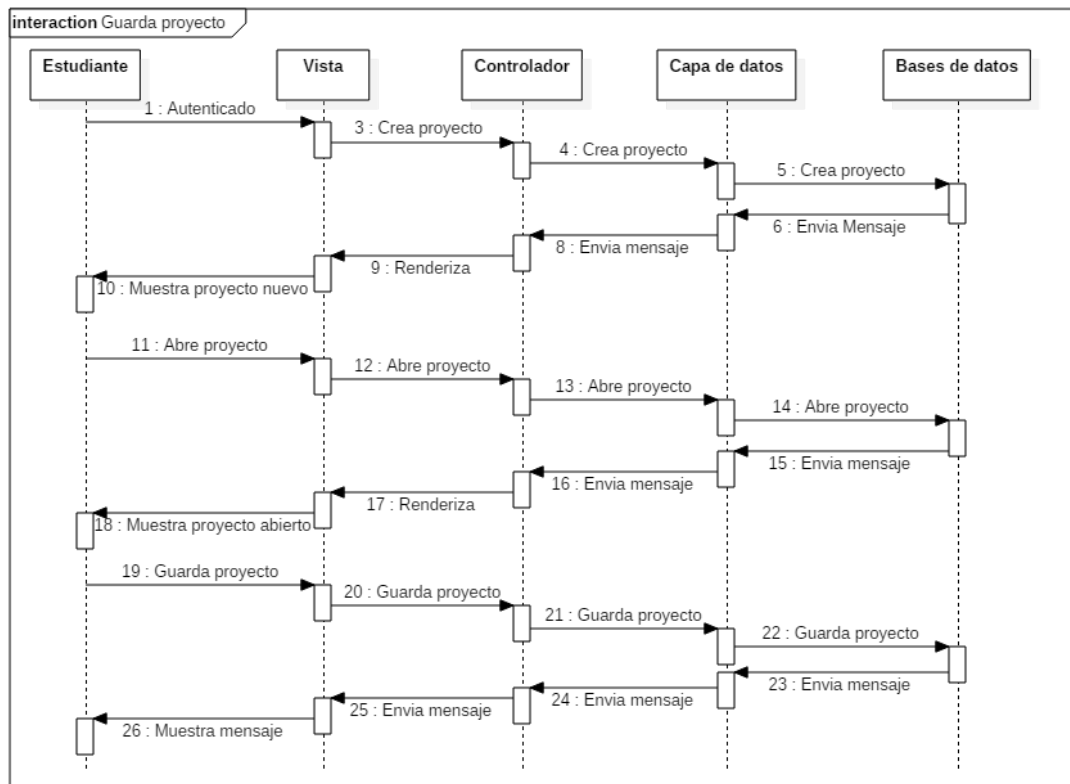 interaction Guarda proyecto
Estudiante
Vista
Controlador
Capa de datos
Bases de datos
1 : Autenticado
3 : Crea proyecto
4 : Crea proyecto
5 : Crea proyecto
6 : Envia Mensaje
8 : Envia mensaje
9 : Renderiza
10 : Muestra proyecto nuevo
11 : Abre proyecto
12 : Abre proyecto
13 : Abre proyecto
14 : Abre proyecto
15 : Envia mensaje
16 : Envia mensaje
17 : Renderiza
18 : Muestra proyecto abierto
19 : Guarda proyecto
20 : Guarda proyecto
21 : Guarda proyecto
22 : Guarda proyecto
23 : Envia mensaje
24 : Envia mensaje
25 : Envia mensaje
26 : Muestra mensaje